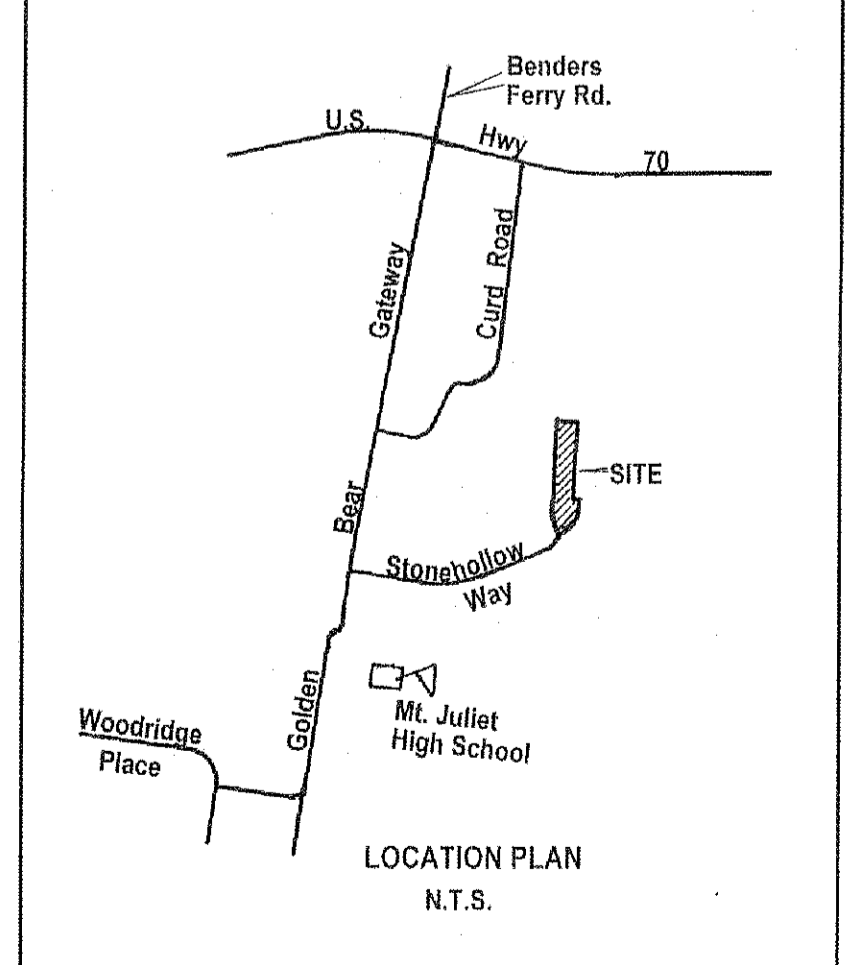 Benders
Ferry Rd.
U.S. Hwy 70
Gateway
Curd Road
SITE
Bear
Stonehollow
Way
Golden
Mt. Juliet
High School
Woodridge
Place
LOCATION PLAN
N.T.S.